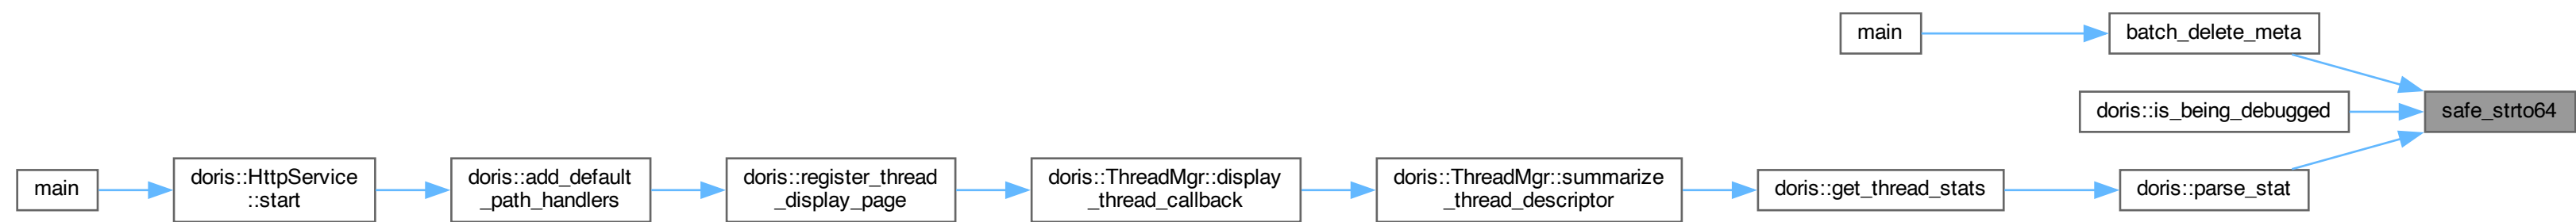 main
batch_delete_meta
doris::is_being_debugged
safe_strto64
main
doris::HttpService
::start
doris::add_default
_path_handlers
doris::register_thread
_display_page
doris::ThreadMgr::display
_thread_callback
doris::ThreadMgr::summarize
_thread_descriptor
doris::get_thread_stats
doris::parse_stat